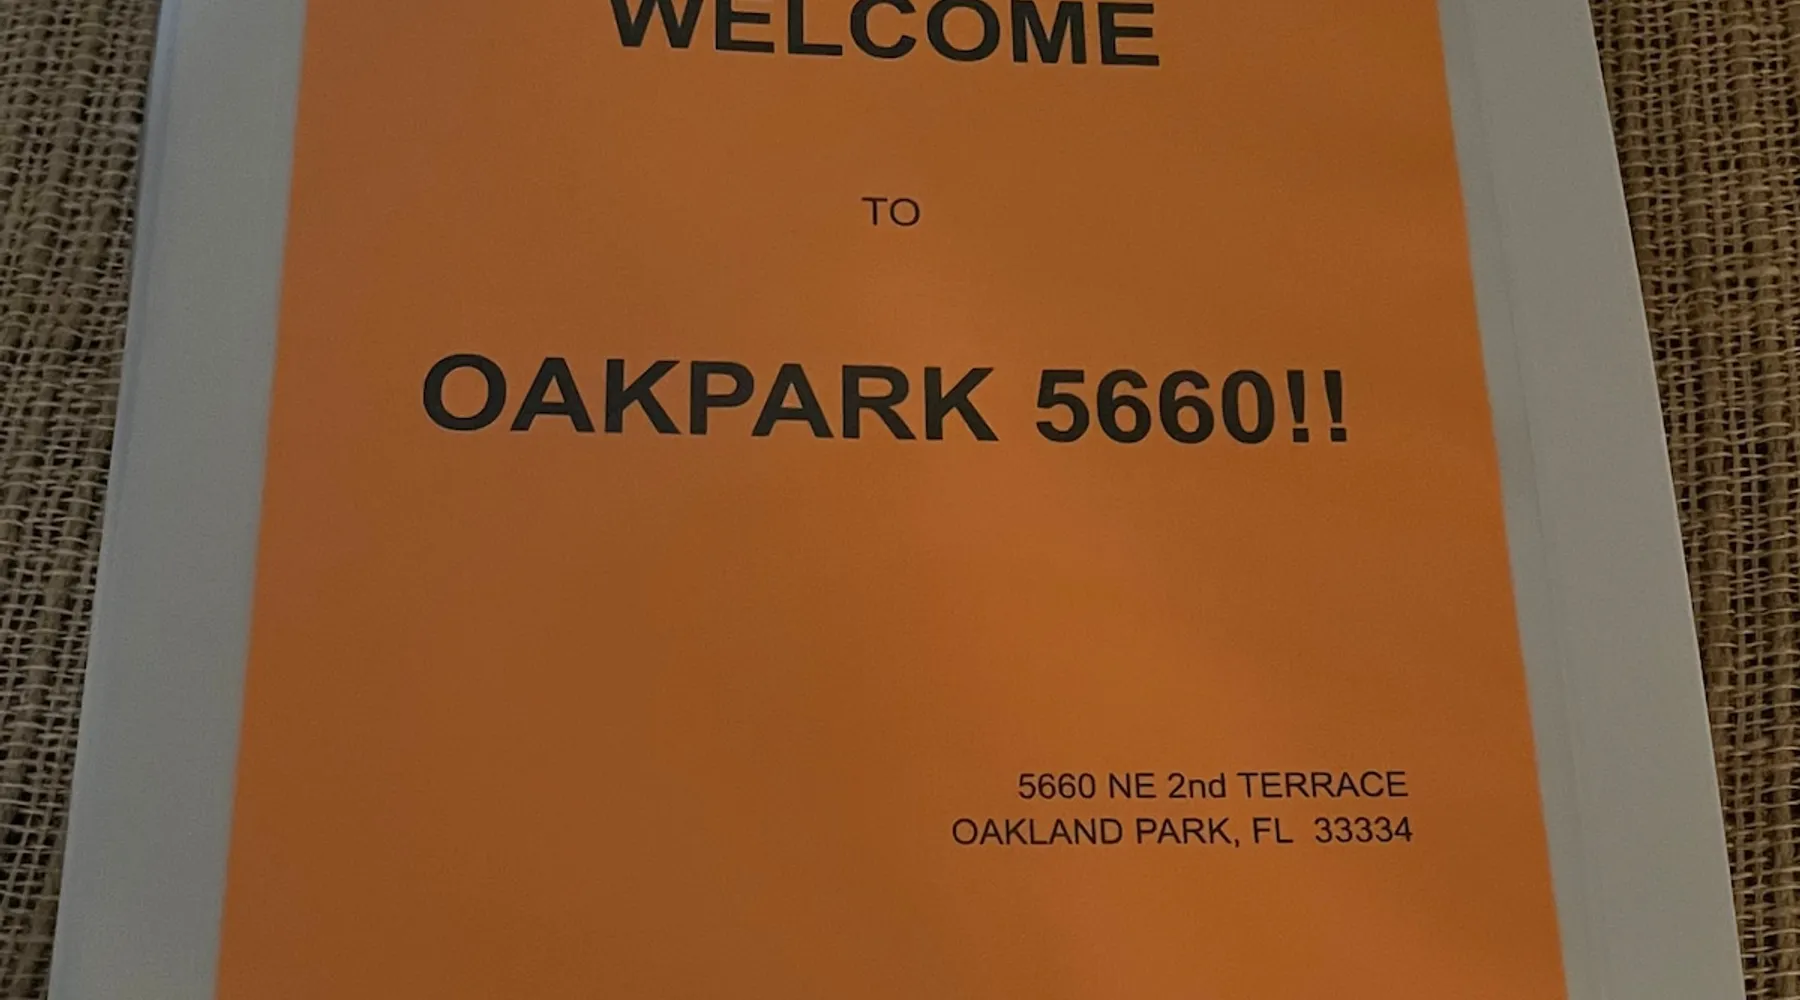 WELCOME
TO
OAKPARK 5660!!
5660 NE 2nd TERRACE
OAKLAND PARK, FL 33334